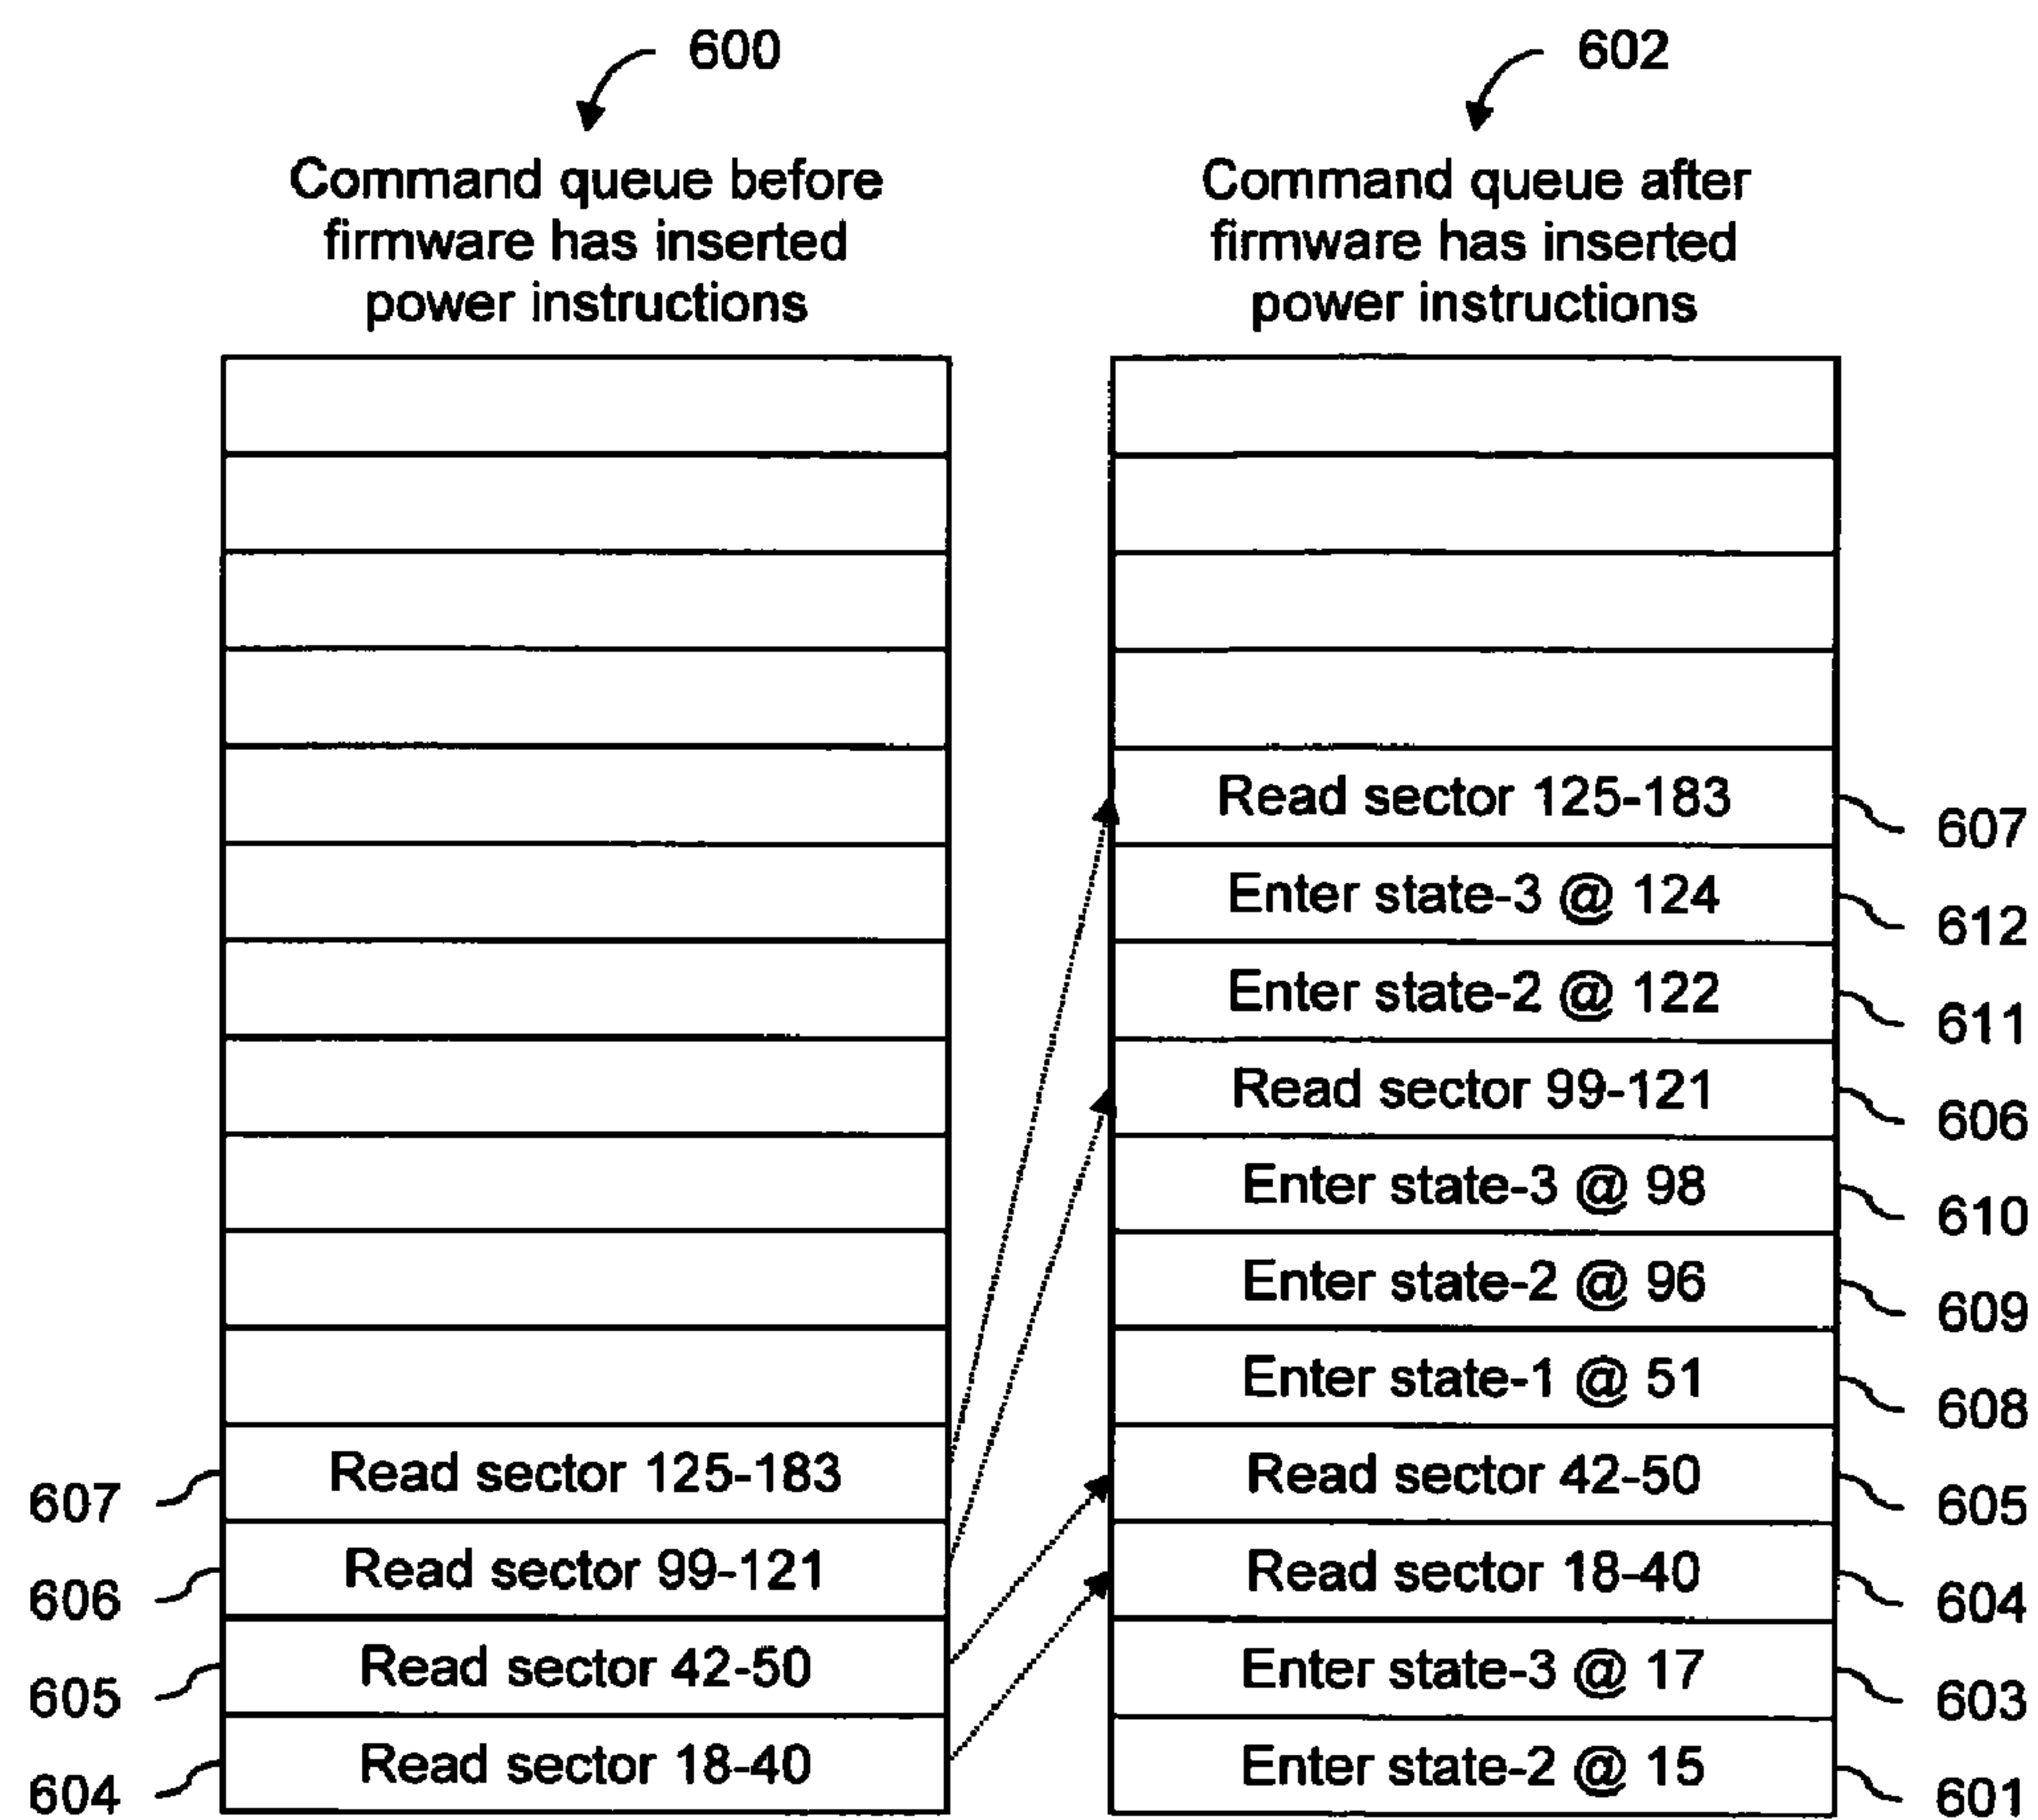 600
Command queue before
firmware has inserted
power instructions
607
Read sector 125-183
606
Read sector 99-121
605
Read sector 42-50
604
Read sector 18-40
602
Command queue after
firmware has inserted
power instructions
Read sector 125-183
607
Enter state-3 @ 124
612
Enter state-2 @ 122
611
Read sector 99-121
606
Enter state-3 @ 98
610
Enter state-2 @ 96
609
Enter state-1 @ 51
608
Read sector 42-50
605
Read sector 18-40
604
Enter state-3 @ 17
603
Enter state-2 @ 15
601